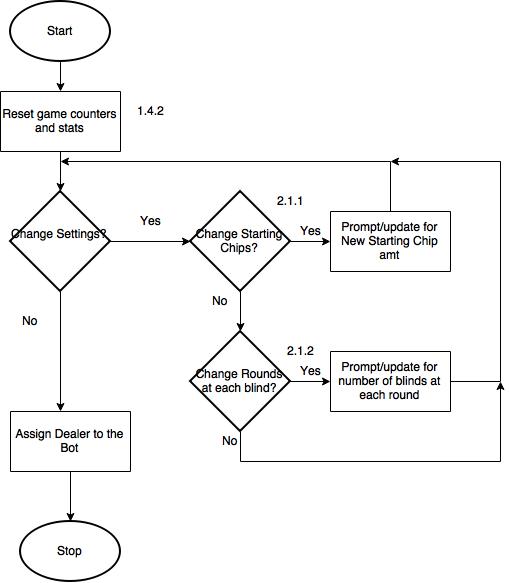 Start
Reset game counters
and stats
1.4.2
Change Settings?
Yes
2.1.1
Change Starting
Chips?
Yes
Prompt/update for
New Starting Chip
amt
No
No
2.1.2
Change Rounds
at each blind?
Yes
Prompt/update for
number of blinds at
each round
No
Assign Dealer to the
Bot
Stop